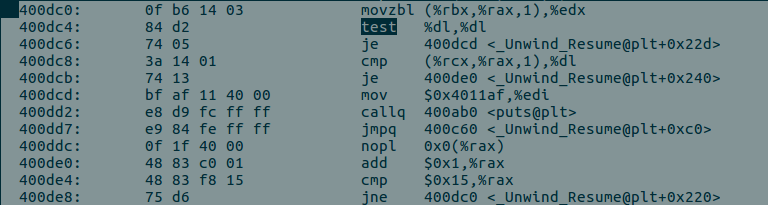 400dc0: 0f b6 14 03 movzbl (%rbx,%rax,1),%edx
400dc4: 84 d2 test %dl,%dl
400dc6: 74 05 je 400dcd <_Unwind_Resume@plt+0x22d>
400dc8: 3a 14 01 cmp (%rcx,%rax,1),%dl
400dcb: 74 13 je 400de0 <_Unwind_Resume@plt+0x240>
400dcd: bf af 11 40 00 mov $0x4011af,%edi
400dd2: e8 d9 fc ff ff callq 400ab0 <puts@plt>
400dd7: e9 84 fe ff ff jmpq 400c60 <_Unwind_Resume@plt+0xc0>
400ddc: 0f 1f 40 00 nopl 0x0(%rax)
400de0: 48 83 c0 01 add $0x1,%rax
400de4: 48 83 f8 15 cmp $0x15,%rax
400de8: 75 d6 jne 400dc0 <_Unwind_Resume@plt+0x220>